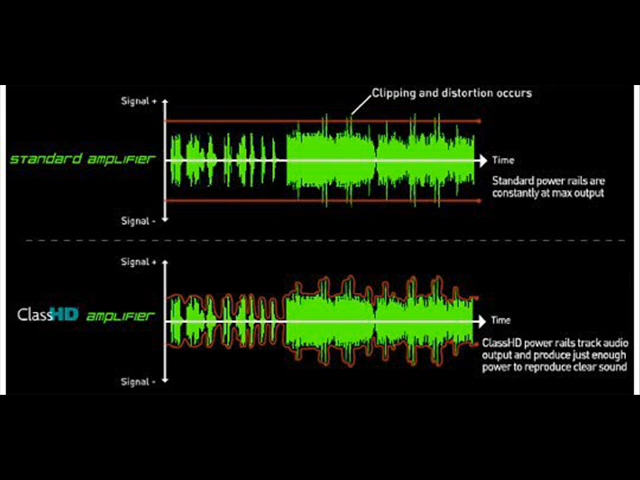 Clipping and distortion occurs
Signal +
standard amplifier
Time
Standard power rails are
constantly at max output
Signal -
Signal +
ClassHD amplifier
Time
ClassHD power rails track audio
output and produce just enough
power to reproduce clear sound
Signal -